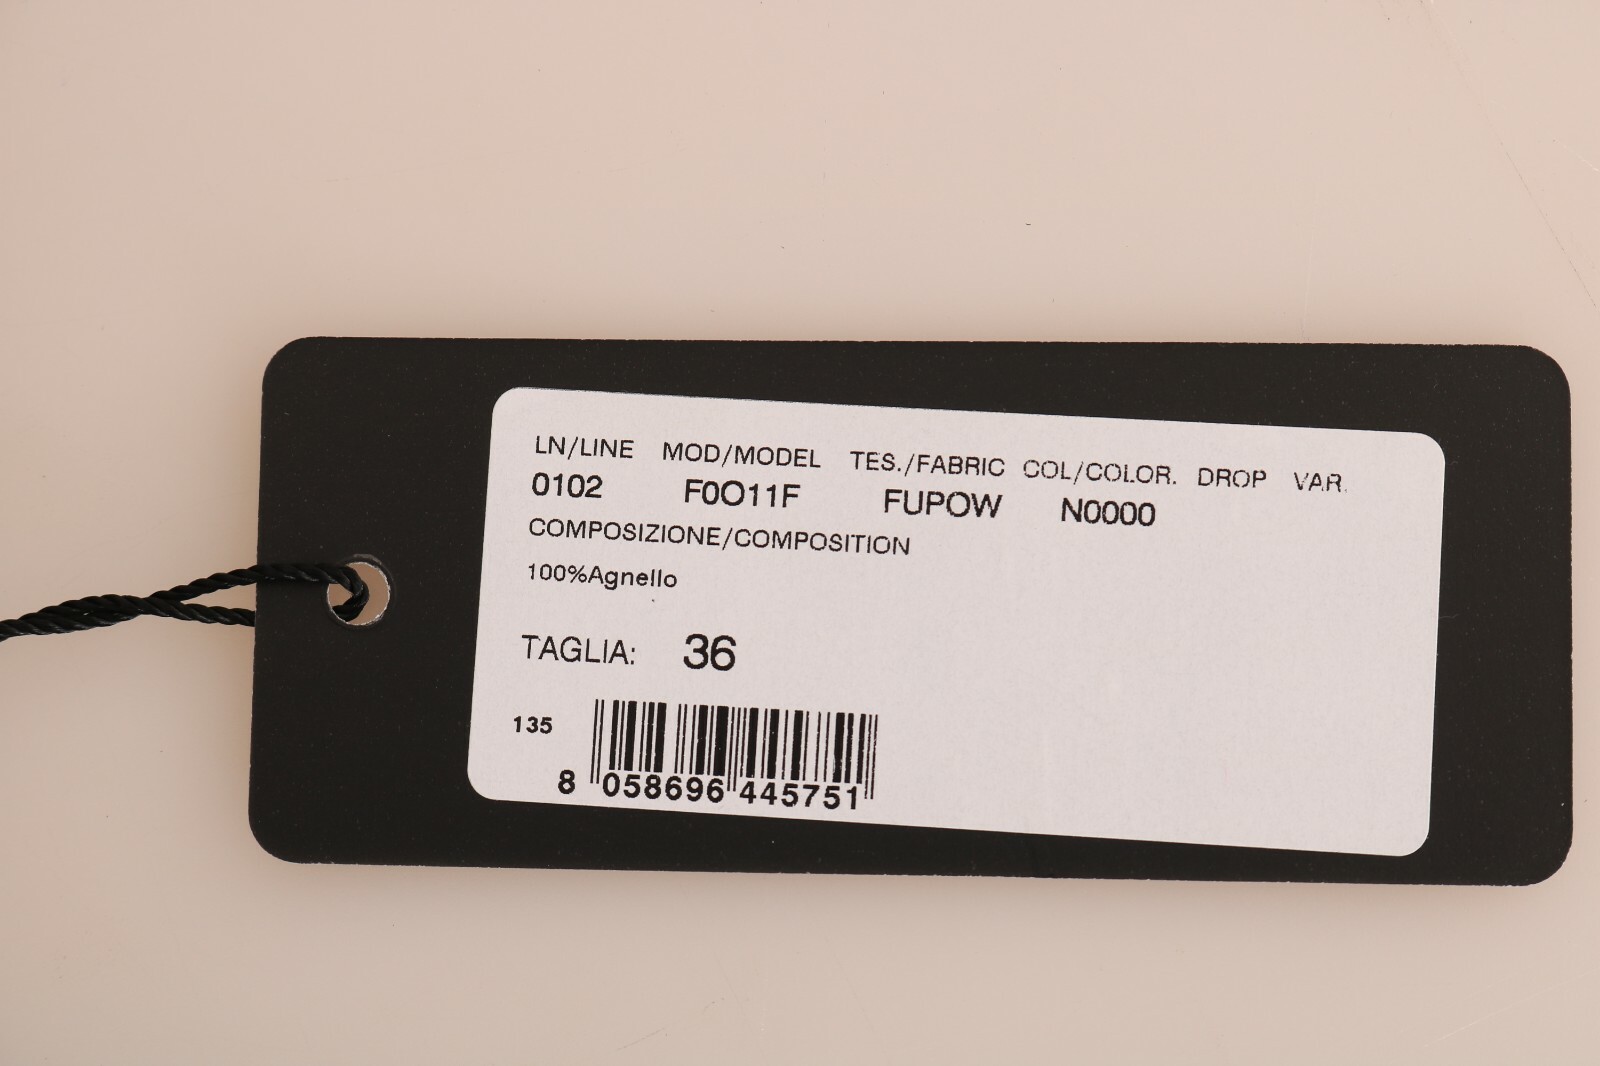 LN/LINE MOD/MODEL TES./FABRIC COL/COLOR. DROP VAR.
0102 F0O11F FUPOW N0000
COMPOSIZIONE/COMPOSITION
100%Agnello
TAGLIA: 36
135
8 058696 445751